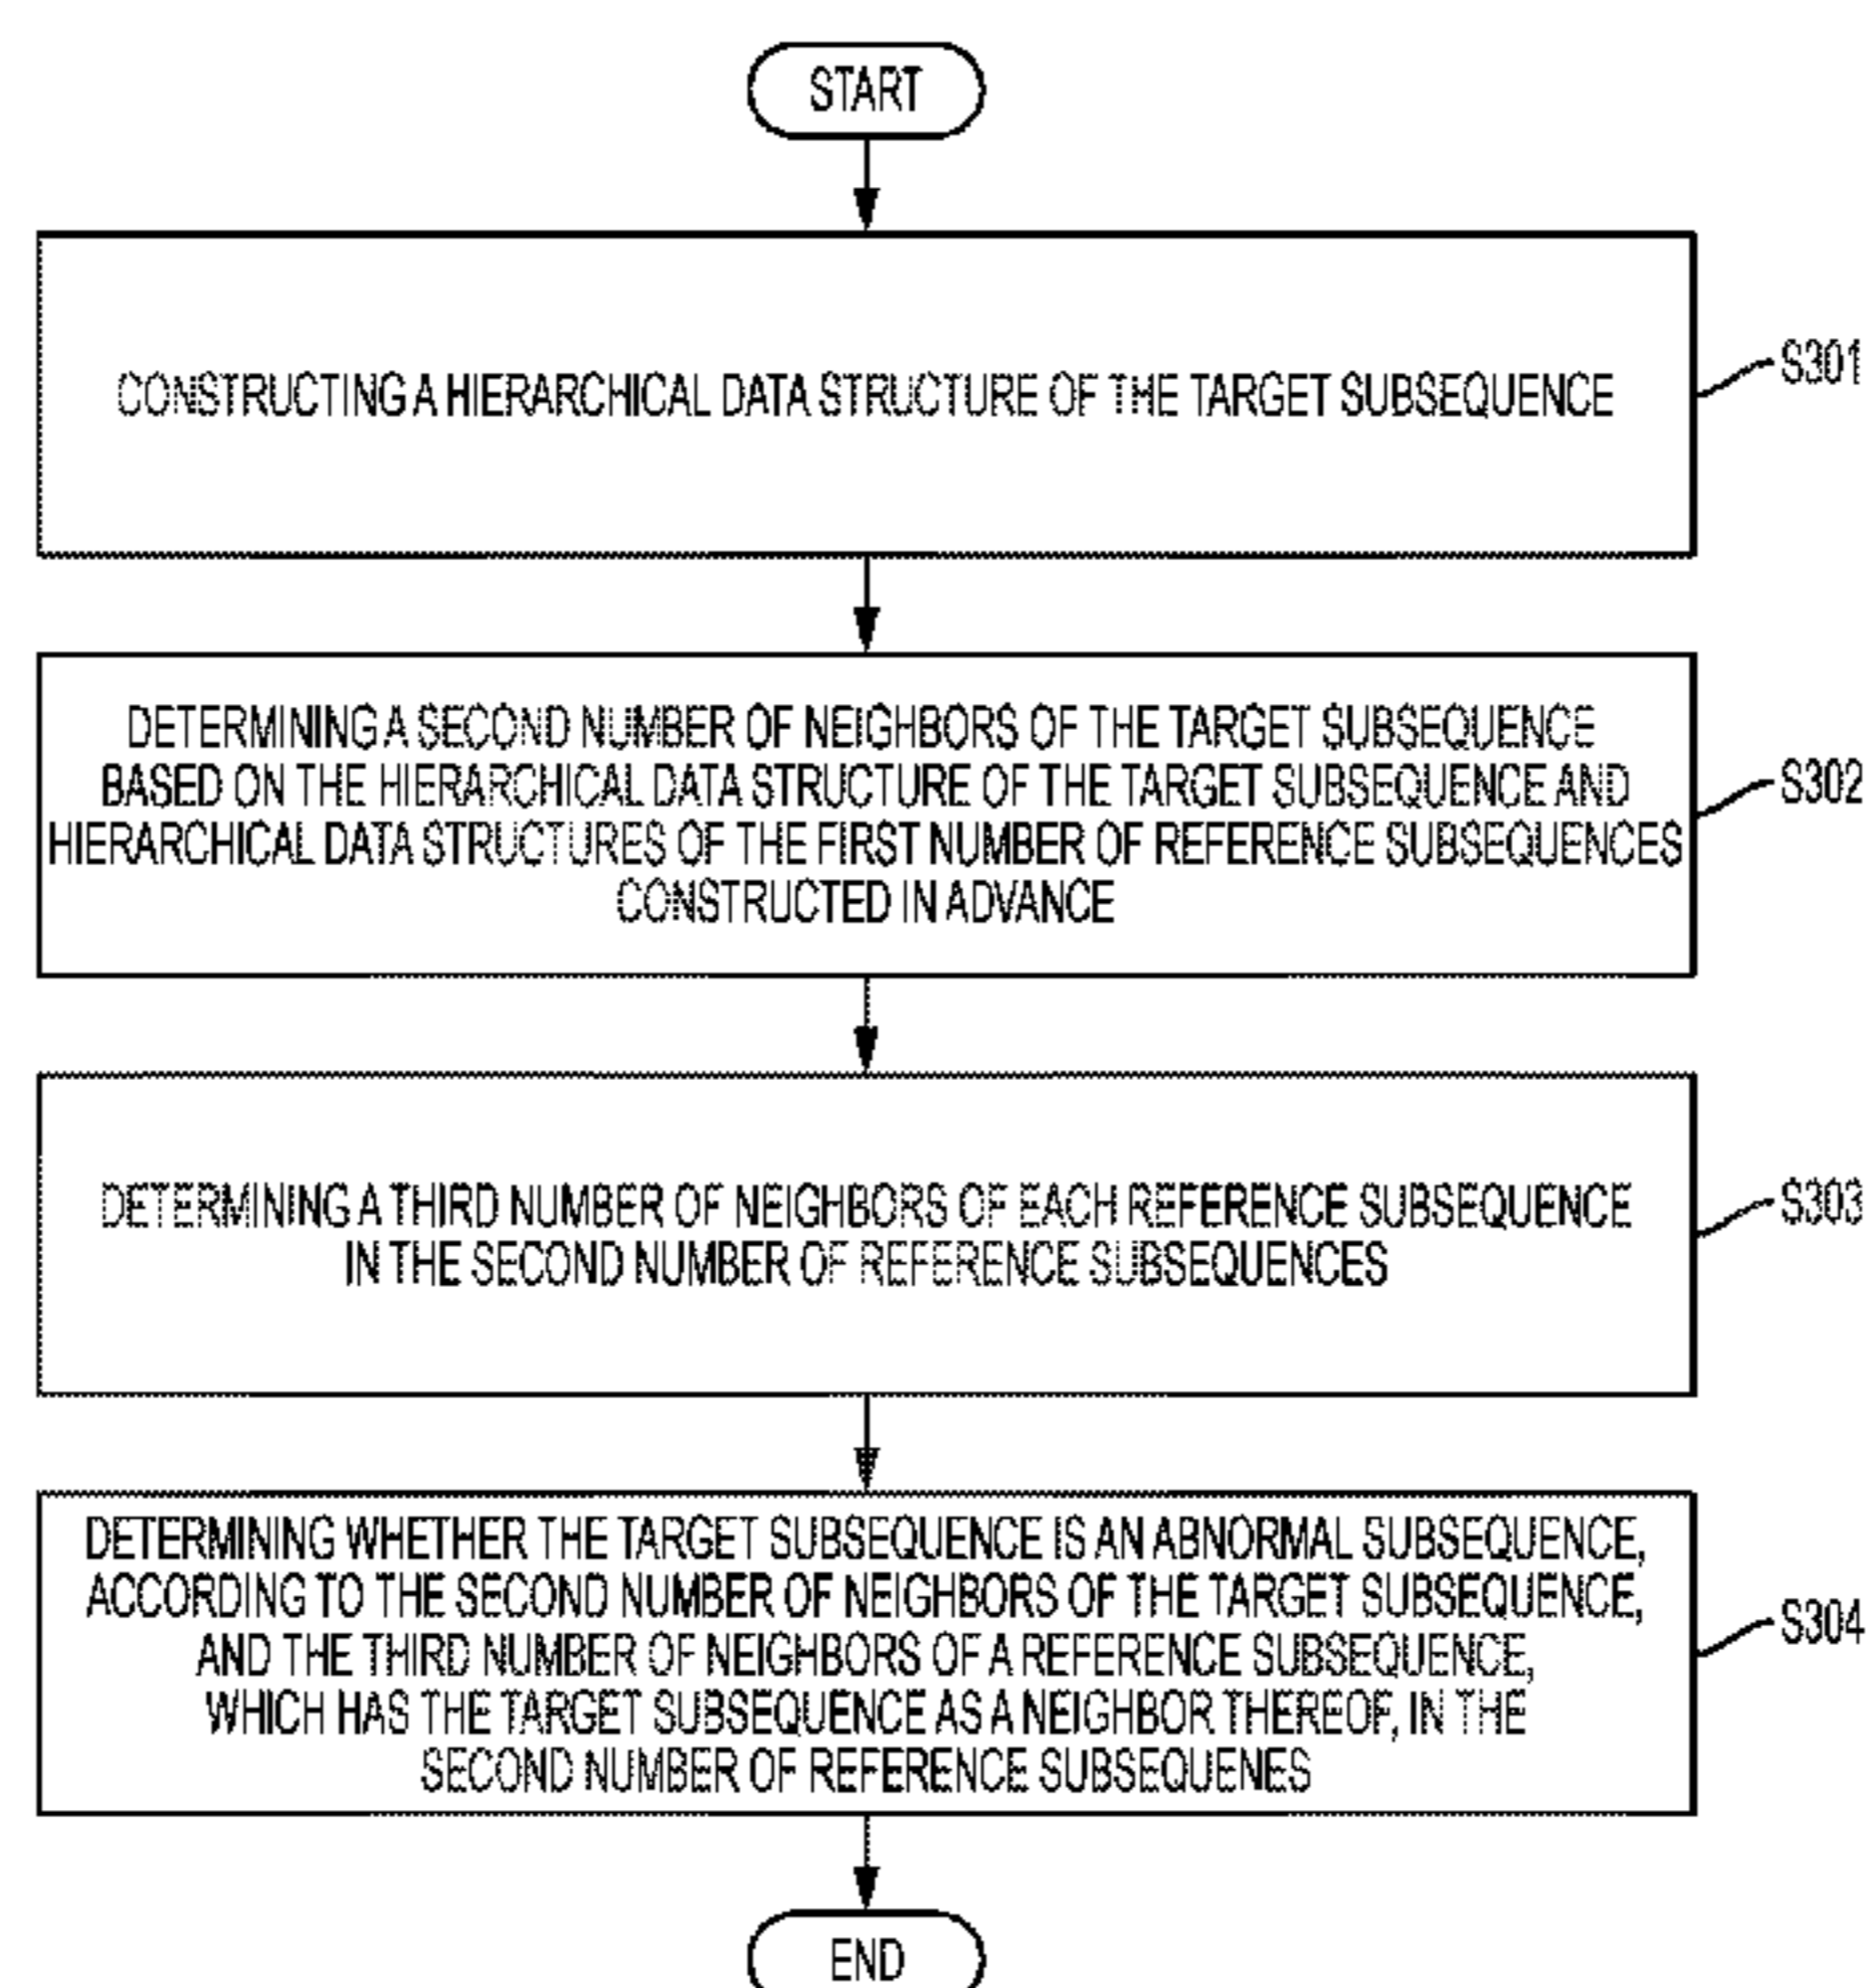 START
CONSTRUCTING A HIERARCHICAL DATA STRUCTURE OF THE TARGET SUBSEQUENCE
S301
DETERMINING A SECOND NUMBER OF NEIGHBORS OF THE TARGET SUBSEQUENCE
BASED ON THE HIERARCHICAL DATA STRUCTURE OF THE TARGET SUBSEQUENCE AND
HIERARCHICAL DATA STRUCTURES OF THE FIRST NUMBER OF REFERENCE SUBSEQUENCES
CONSTRUCTED IN ADVANCE
S302
DETERMINING A THIRD NUMBER OF NEIGHBORS OF EACH REFERENCE SUBSEQUENCE
IN THE SECOND NUMBER OF REFERENCE SUBSEQUENCES
S303
DETERMINING WHETHER THE TARGET SUBSEQUENCE IS AN ABNORMAL SUBSEQUENCE,
ACCORDING TO THE SECOND NUMBER OF NEIGHBORS OF THE TARGET SUBSEQUENCE,
AND THE THIRD NUMBER OF NEIGHBORS OF A REFERENCE SUBSEQUENCE,
WHICH HAS THE TARGET SUBSEQUENCE AS A NEIGHBOR THEREOF, IN THE
SECOND NUMBER OF REFERENCE SUBSEQUENES
S304
END